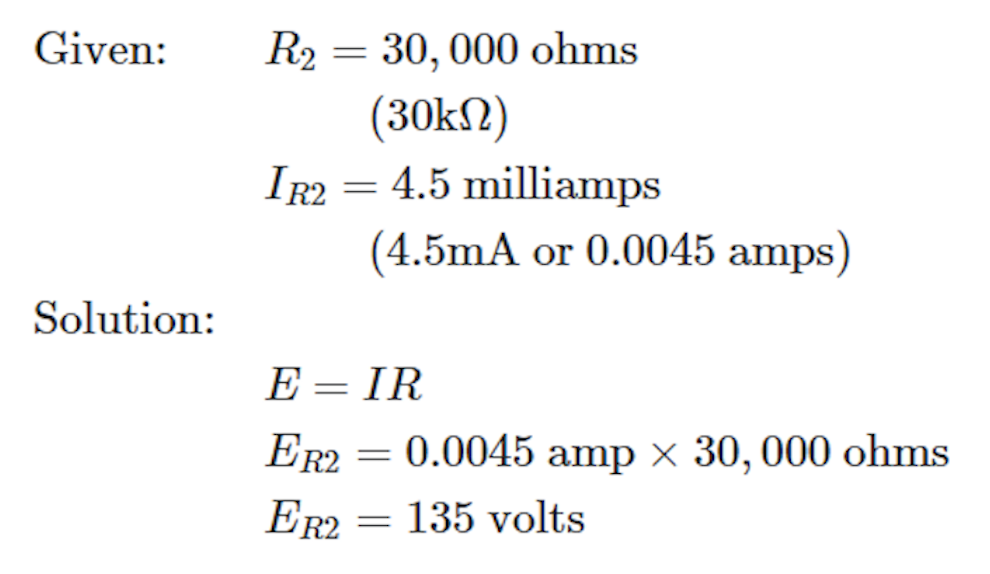 Given: R₂ = 30,000 ohms
(30kΩ)
I_R2 = 4.5 milliamps
(4.5mA or 0.0045 amps)
Solution:
E = IR
E_R2 = 0.0045 amp × 30,000 ohms
E_R2 = 135 volts